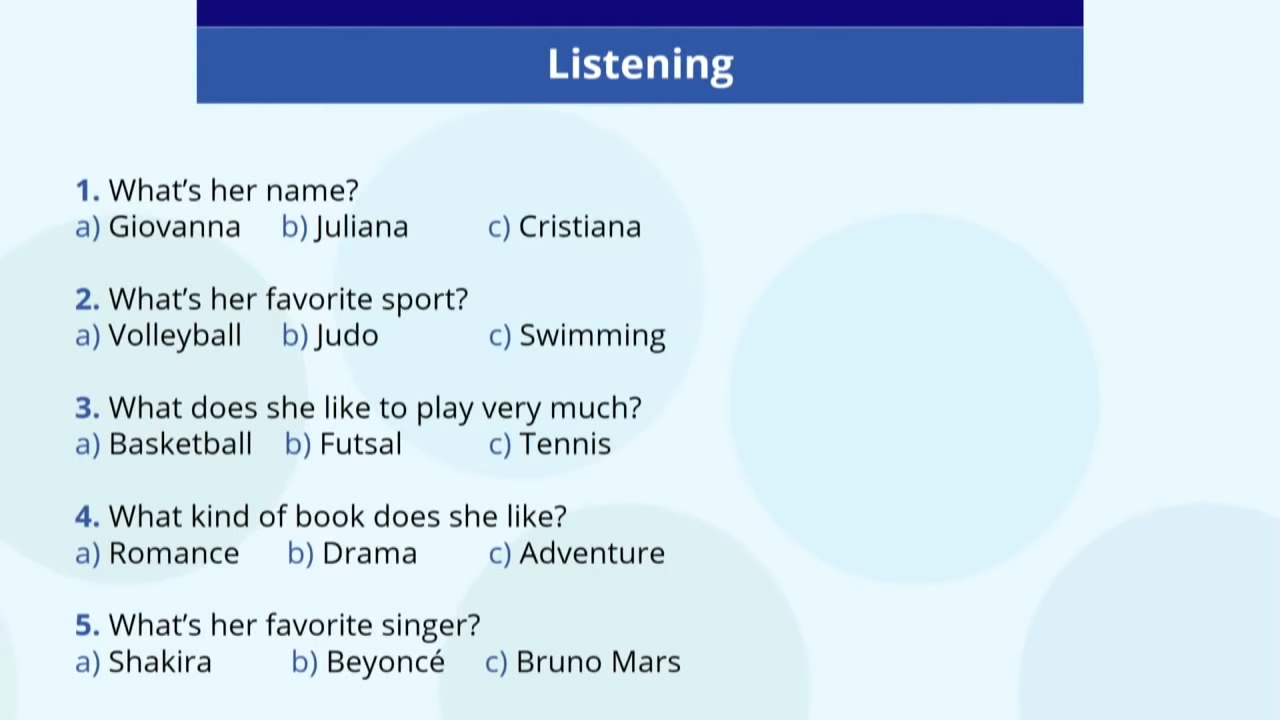 Listening
1. What’s her name?
a) Giovanna b) Juliana c) Cristiana
2. What’s her favorite sport?
a) Volleyball b) Judo c) Swimming
3. What does she like to play very much?
a) Basketball b) Futsal c) Tennis
4. What kind of book does she like?
a) Romance b) Drama c) Adventure
5. What’s her favorite singer?
a) Shakira b) Beyoncé c) Bruno Mars